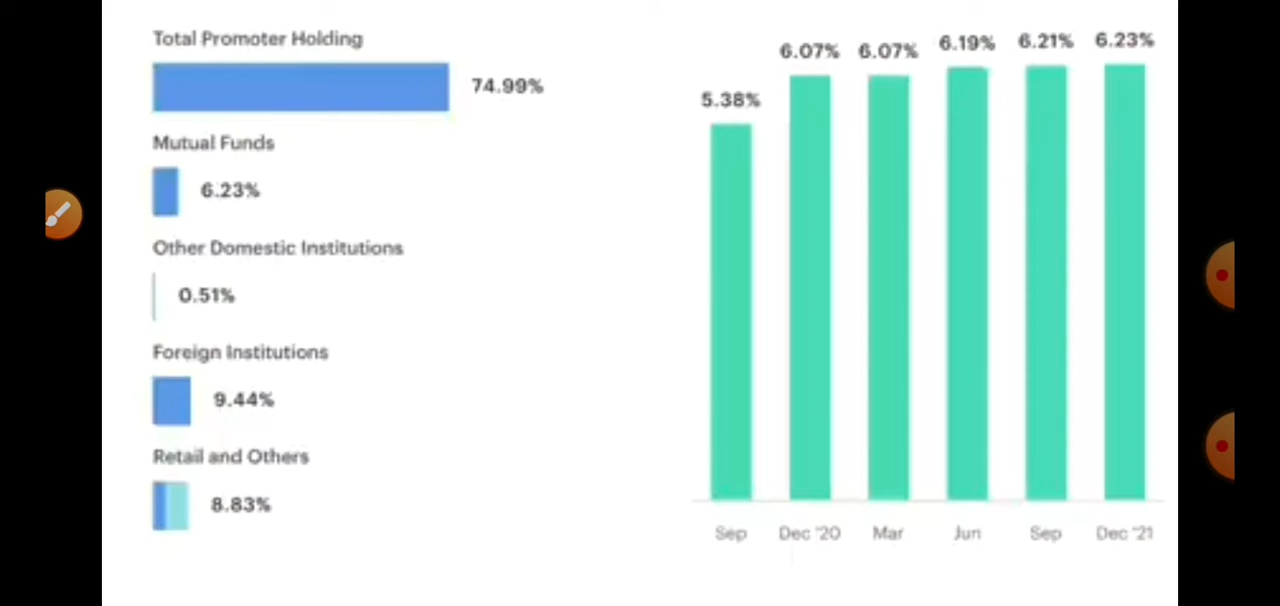 Total Promoter Holding
74.99%
Mutual Funds
6.23%
Other Domestic Institutions
0.51%
Foreign Institutions
9.44%
Retail and Others
8.83%
5.38%
6.07%
6.07%
6.19%
6.21%
6.23%
Sep
Dec '20
Mar
Jun
Sep
Dec '21